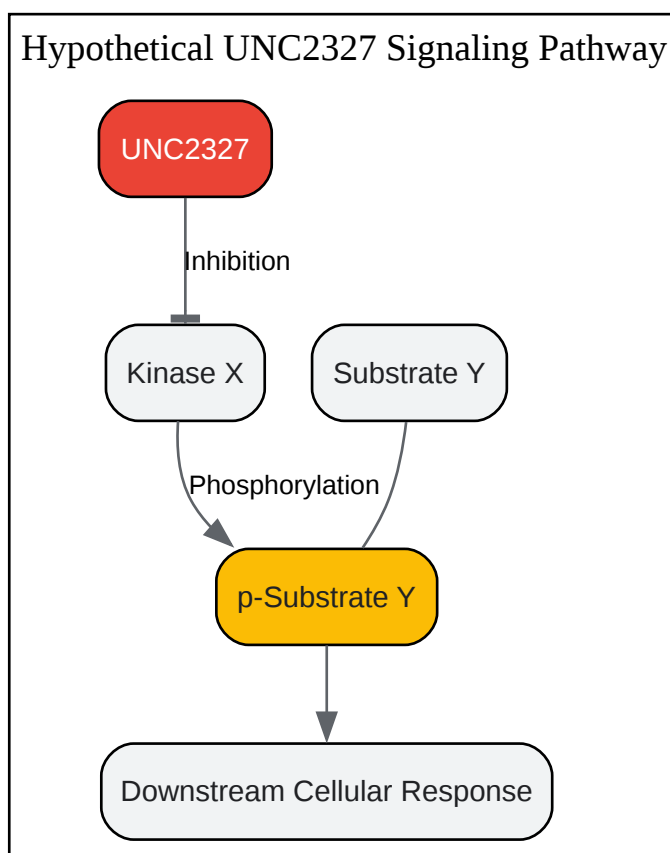 Hypothetical UNC2327 Signaling Pathway
UNC2327
Inhibition
Kinase X
Substrate Y
Phosphorylation
p-Substrate Y
Downstream Cellular Response